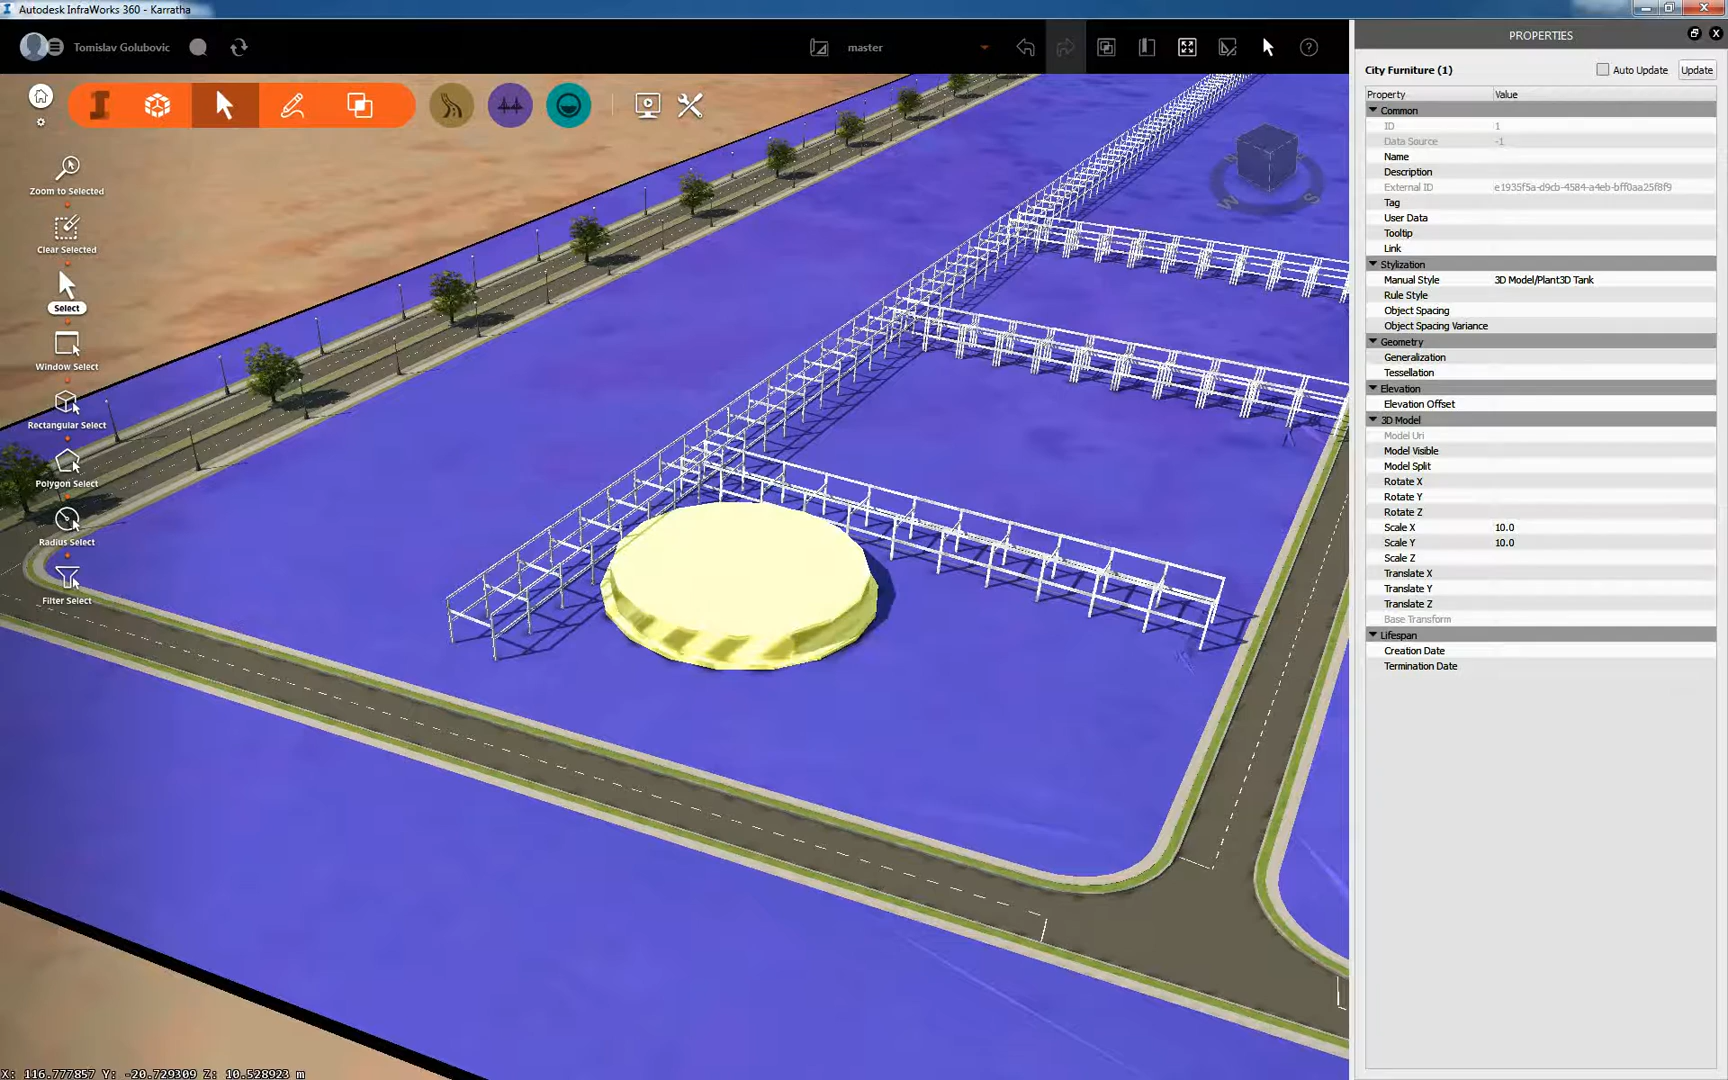 Autodesk InfraWorks 360 - Karratha
Tomislav Golubovic
master
Zoom to Selected
Clear Selected
Select
Window Select
Rectangular Select
Polygon Select
Radius Select
Filter Select
W
S
PROPERTIES
City Furniture (1)
Auto Update
Update
Property Value
Common
ID 1
Data Source -1
Name
Description
External ID e1935f5a-d9cb-4584-a4eb-bff0aa25f8f9
Tag
User Data
Tooltip
Link
Stylization
Manual Style 3D Model/Plant3D Tank
Rule Style
Object Spacing
Object Spacing Variance
Geometry
Generalization
Tessellation
Elevation
Elevation Offset
3D Model
Model Uri
Model Visible
Model Split
Rotate X
Rotate Y
Rotate Z
Scale X 10.0
Scale Y 10.0
Scale Z
Translate X
Translate Y
Translate Z
Base Transform
Lifespan
Creation Date
Termination Date
X: 116.777857 Y: -20.729309 Z: 10.528923 m